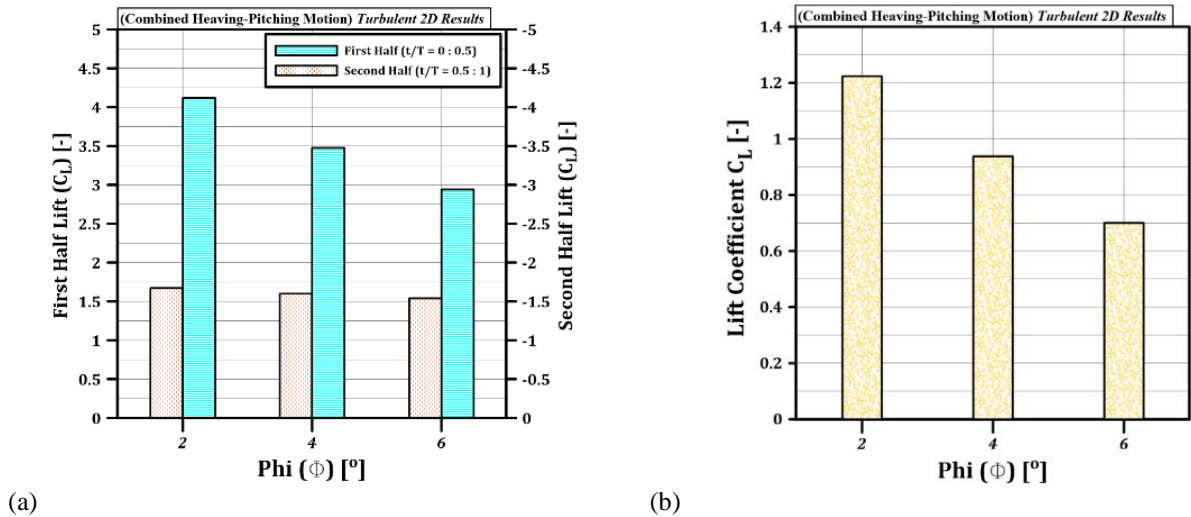 (Combined Heaving-Pitching Motion) Turbulent 2D Results
First Half (t/T = 0 : 0.5)
Second Half (t/T = 0.5 : 1)
First Half Lift (C_L) [-]
5
4.5
4
3.5
3
2.5
2
1.5
1
0.5
0
-5
-4.5
-4
-3.5
-3
-2.5
-2
-1.5
-1
-0.5
0
Second Half Lift (C_L) [-]
2 4 6
Phi (Φ) [º]
(a)
(Combined Heaving-Pitching Motion) Turbulent 2D Results
Lift Coefficient C_L [-]
1.4
1.2
1
0.8
0.6
0.4
0.2
0
2 4 6
Phi (Φ) [º]
(b)